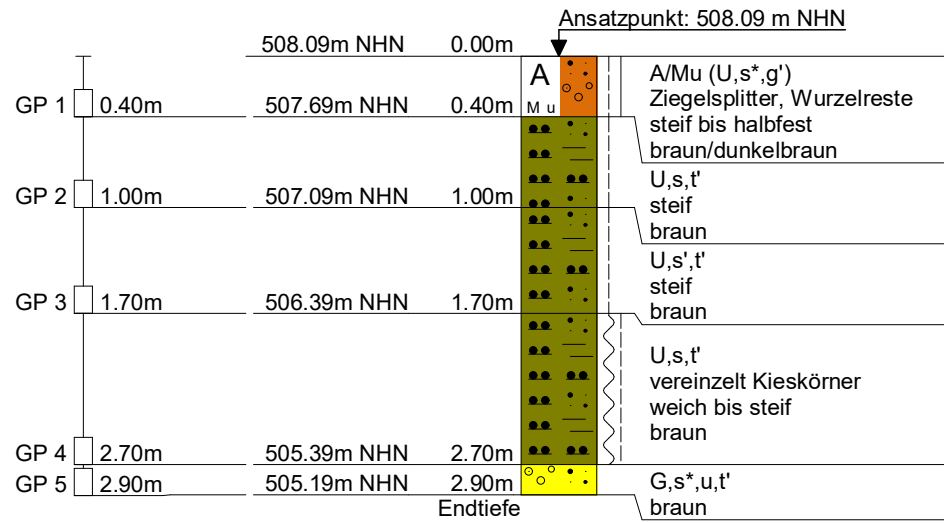 Ansatzpunkt: 508.09 m NHN
508.09m NHN 0.00m
A
Mu
GP 1 0.40m 507.69m NHN 0.40m
A/Mu (U,s*,g')
Ziegelsplitter, Wurzelreste
steif bis halbfest
braun/dunkelbraun
GP 2 1.00m 507.09m NHN 1.00m
U,s,t'
steif
braun
GP 3 1.70m 506.39m NHN 1.70m
U,s',t'
steif
braun
U,s,t'
vereinzelt Kieskörner
weich bis steif
braun
GP 4 2.70m 505.39m NHN 2.70m
GP 5 2.90m 505.19m NHN 2.90m
G,s*,u,t'
braun
Endtiefe